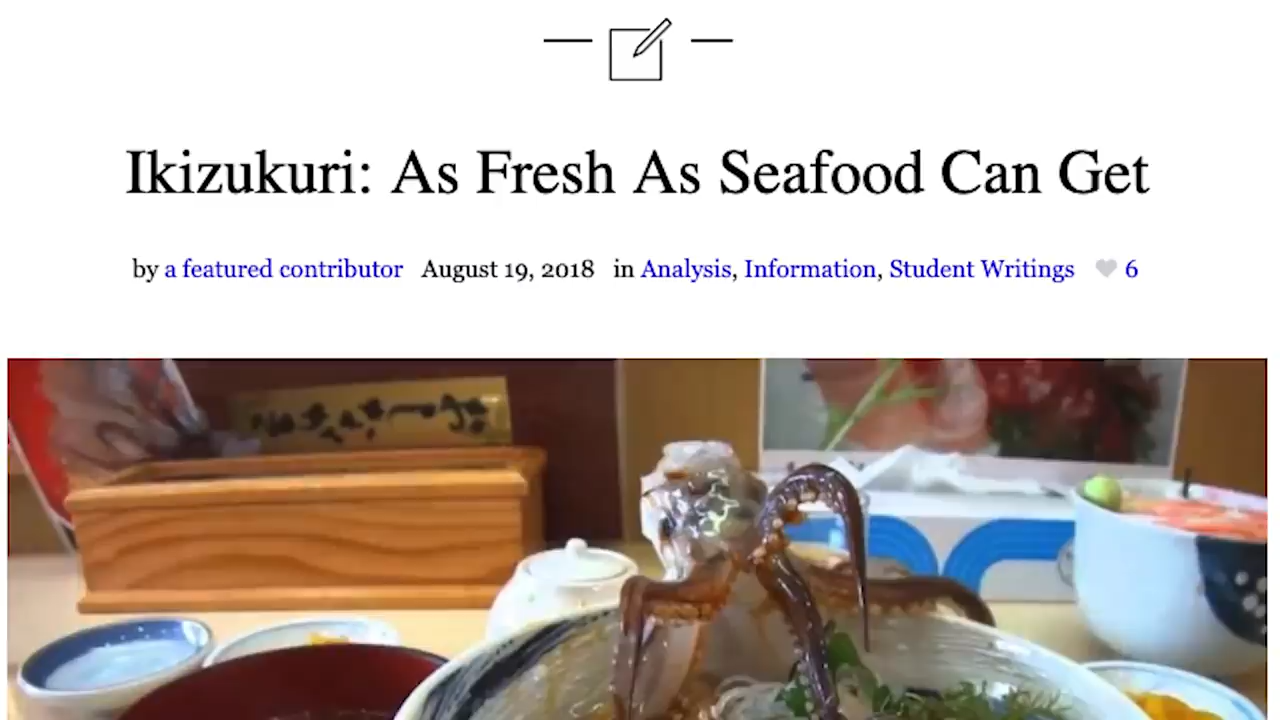 Ikizukuri: As Fresh As Seafood Can Get
by a featured contributor August 19, 2018 in Analysis, Information, Student Writings 6